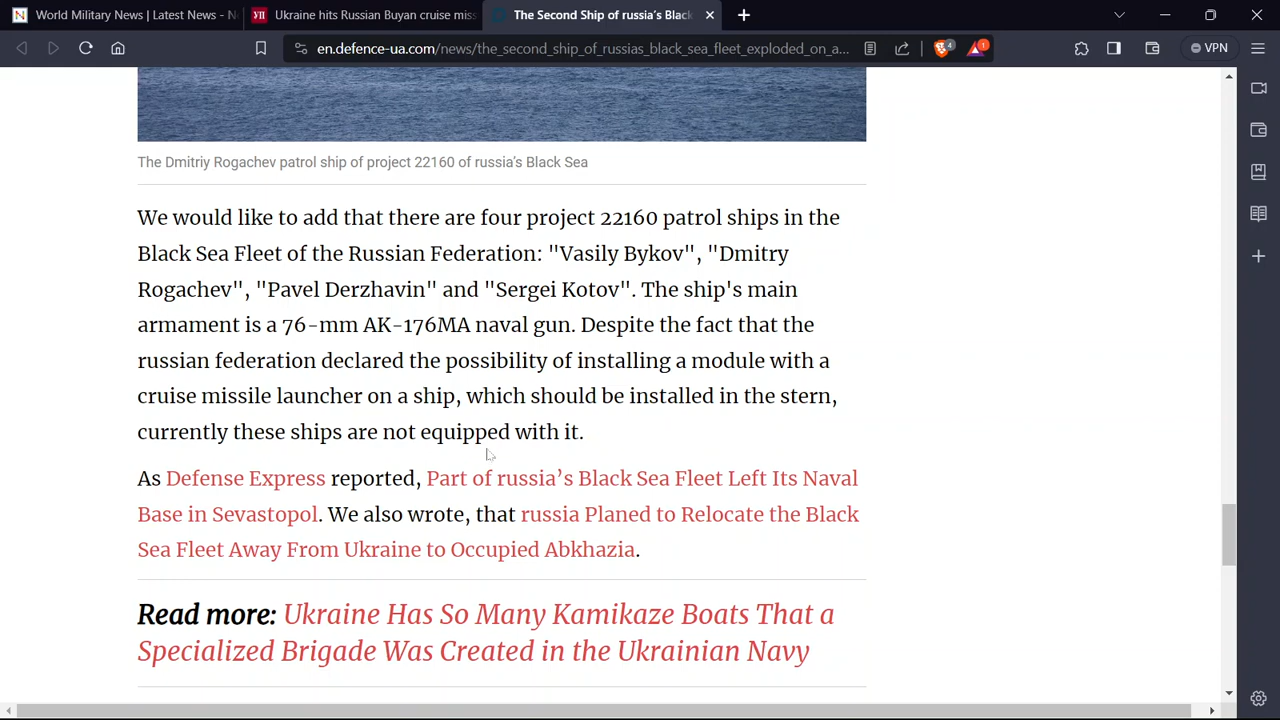 World Military News | Latest News - N
Ukraine hits Russian Buyan cruise mis
The Second Ship of russia's Black
en.defence-ua.com/news/the_second_ship_of_russias_black_sea_fleet_exploded_on_a...
4
1
VPN
The Dmitriy Rogachev patrol ship of project 22160 of russia's Black Sea
We would like to add that there are four project 22160 patrol ships in the
Black Sea Fleet of the Russian Federation: "Vasily Bykov", "Dmitry
Rogachev", "Pavel Derzhavin" and "Sergei Kotov". The ship's main
armament is a 76-mm AK-176MA naval gun. Despite the fact that the
russian federation declared the possibility of installing a module with a
cruise missile launcher on a ship, which should be installed in the stern,
currently these ships are not equipped with it.
As Defense Express reported, Part of russia's Black Sea Fleet Left Its Naval
Base in Sevastopol. We also wrote, that russia Planed to Relocate the Black
Sea Fleet Away From Ukraine to Occupied Abkhazia.
Read more: Ukraine Has So Many Kamikaze Boats That a
Specialized Brigade Was Created in the Ukrainian Navy